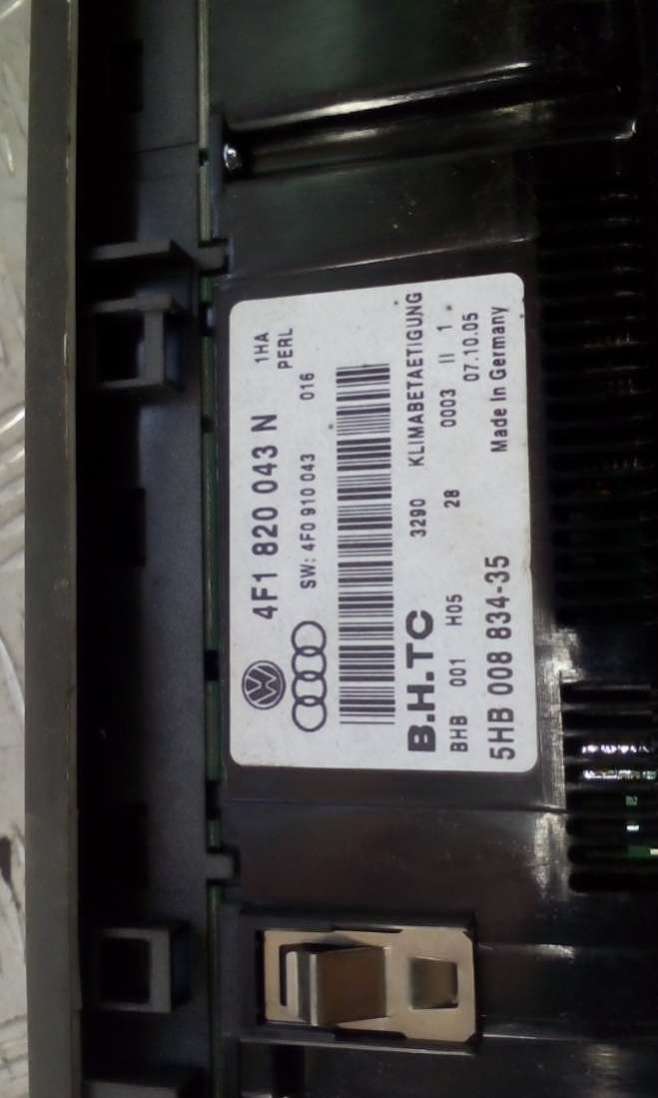 4F1 820 043 N 1HA
PERL
SW: 4F0 910 043 016
B.H.TC 3290 KLIMABETAETIGUNG
BHB 001 H05 28 0003 II 1
07.10.05
5HB 008 834-35 Made in Germany